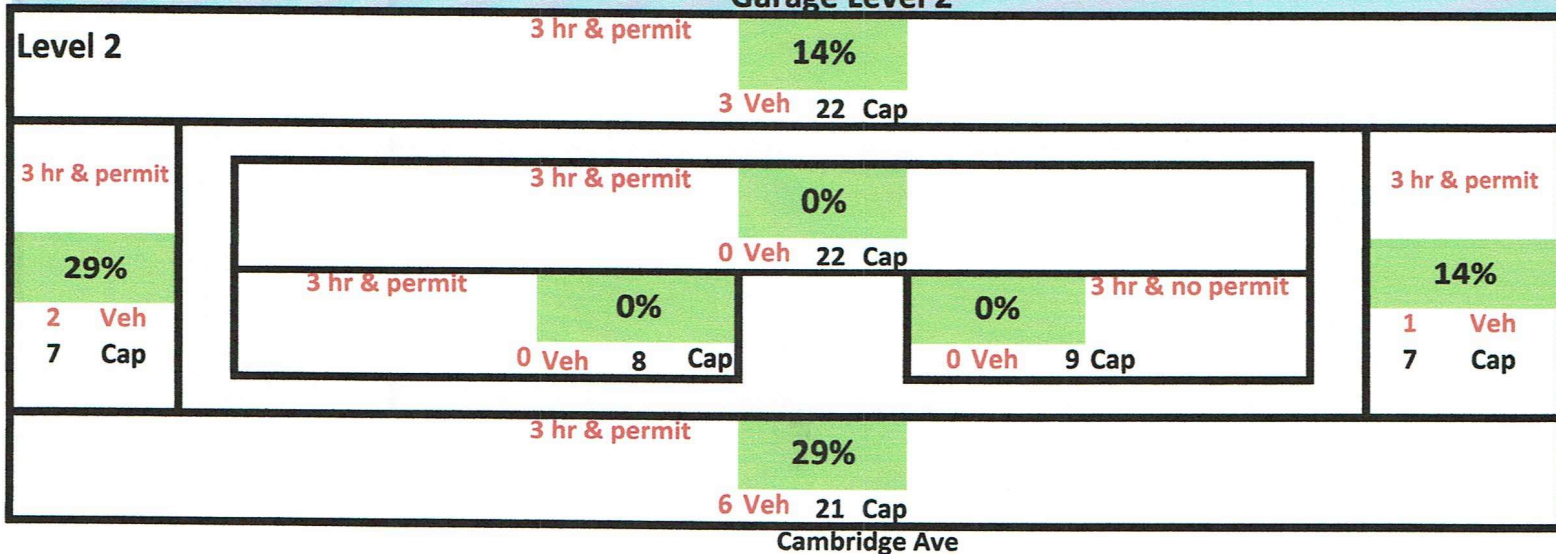 Garage Level 2
Level 2
3 hr & permit
14%
3 Veh 22 Cap
3 hr & permit
29%
2 Veh
7 Cap
3 hr & permit
0%
0 Veh 22 Cap
3 hr & permit
0%
0 Veh 8 Cap
0%
3 hr & no permit
0 Veh 9 Cap
3 hr & permit
14%
1 Veh
7 Cap
3 hr & permit
29%
6 Veh 21 Cap
Cambridge Ave